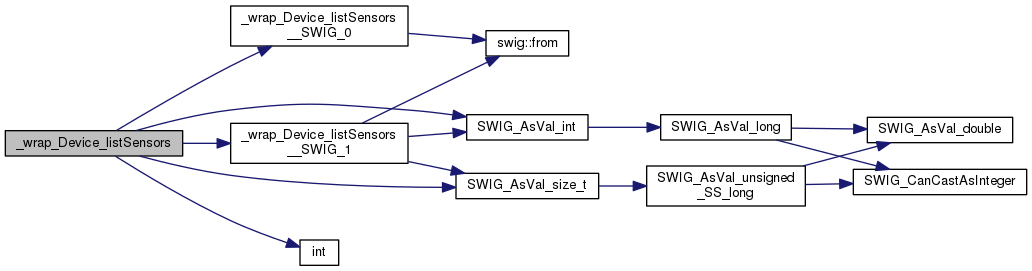 _wrap_Device_listSensors
_wrap_Device_listSensors
__SWIG_0
_wrap_Device_listSensors
__SWIG_1
int
swig::from
SWIG_AsVal_int
SWIG_AsVal_size_t
SWIG_AsVal_long
SWIG_AsVal_unsigned
_SS_long
SWIG_AsVal_double
SWIG_CanCastAsInteger